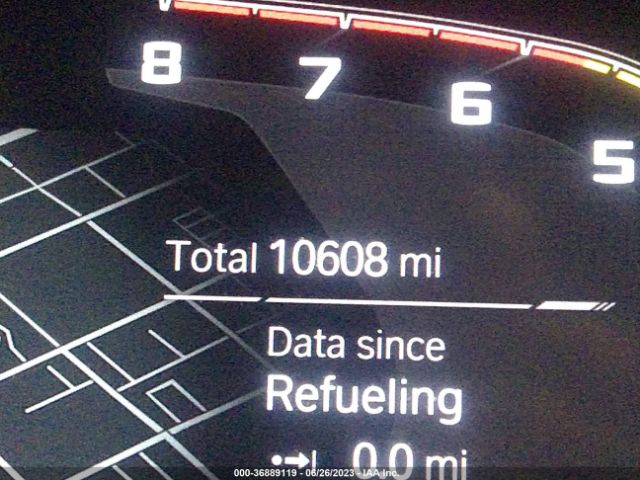 8 7 6 5
Total 10608 mi
Data since
Refueling
0.0 mi
000-36889119 - 06/26/2023 - IAA Inc.